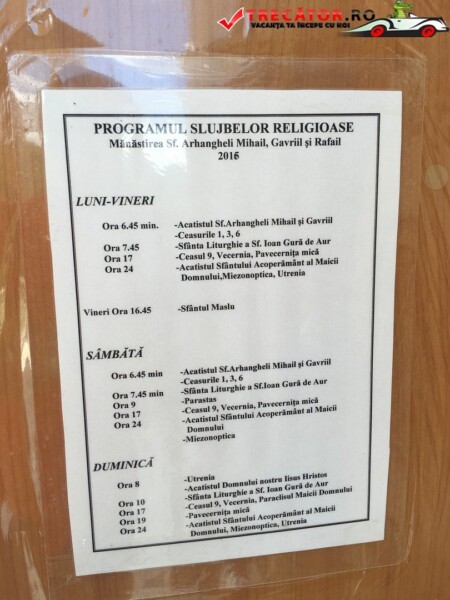 TRECĂTOR.RO
VACANȚA TA ÎNCEPE CU NOI
PROGRAMUL SLUJBELOR RELIGIOASE
Mănăstirea Sf. Arhangheli Mihail, Gavriil și Rafail
2016
LUNI-VINERI
Ora 6.45 min. -Acatistul Sf.Arhangheli Mihail și Gavriil
-Ceasurile 1, 3, 6
Ora 7.45 -Sfânta Liturghie a Sf. Ioan Gură de Aur
Ora 17 -Ceasul 9, Vecernia, Pavecernița mică
Ora 24 -Acatistul Sfântului Acoperământ al Maicii
Domnului,Miezonoptica, Utrenia
Vineri Ora 16.45 -Sfântul Maslu
SÂMBĂTĂ
Ora 6.45 min -Acatistul Sf.Arhangheli Mihail și Gavriil
-Ceasurile 1, 3, 6
Ora 7.45 min -Sfânta Liturghie a Sf.Ioan Gură de Aur
Ora 9 -Parastas
Ora 17 -Ceasul 9, Vecernia, Pavecernița mică
Ora 24 -Acatistul Sfântului Acoperământ al Maicii
Domnului
-Miezonoptica
DUMINICĂ
Ora 8 -Utrenia
-Acatistul Domnului nostru Iisus Hristos
Ora 10 -Sfânta Liturghie a Sf. Ioan Gură de Aur
Ora 17 -Ceasul 9, Vecernia, Paraclisul Maicii Domnului
Ora 19 -Pavecernița mică
Ora 24 -Acatistul Sfântului Acoperământ al Maicii
Domnului, Miezonoptica, Utrenia